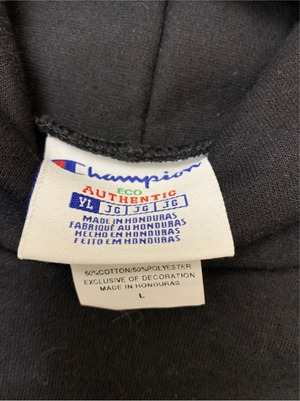 Champion
ECO
AUTHENTIC
YL JG JG JG
MADE IN HONDURAS
FABRIQUÉ AU HONDURAS
HECHO EN HONDURAS
FEITO EM HONDURAS
50%COTTON/50%POLYESTER
EXCLUSIVE OF DECORATION
MADE IN HONDURAS
L